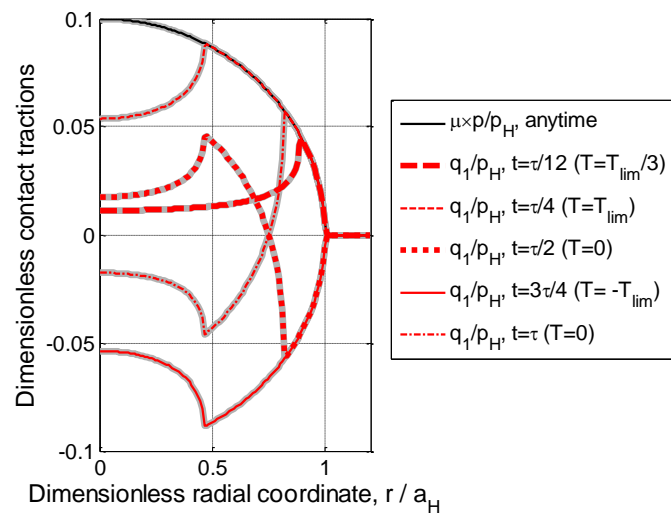 Dimensionless contact tractions
0.1
0.05
0
-0.05
-0.1
0
0.5
1
Dimensionless radial coordinate, r / a_H
μ×p/p_H, anytime
q_1/p_H, t=τ/12 (T=T_lim/3)
q_1/p_H, t=τ/4 (T=T_lim)
q_1/p_H, t=τ/2 (T=0)
q_1/p_H, t=3τ/4 (T= -T_lim)
q_1/p_H, t=τ (T=0)